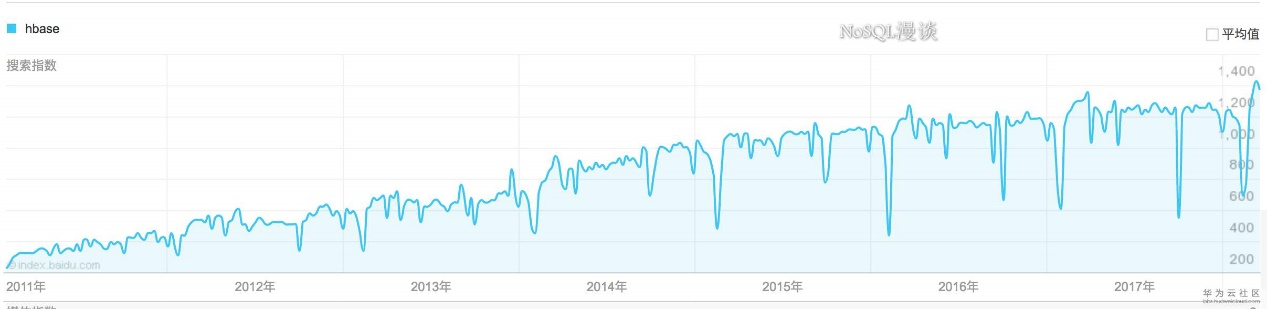 hbase
NoSQL漫谈
平均值
搜索指数
1,400
1,200
1,000
800
600
400
200
©index.baidu.com
2011年
2012年
2013年
2014年
2015年
2016年
2017年
华为云社区